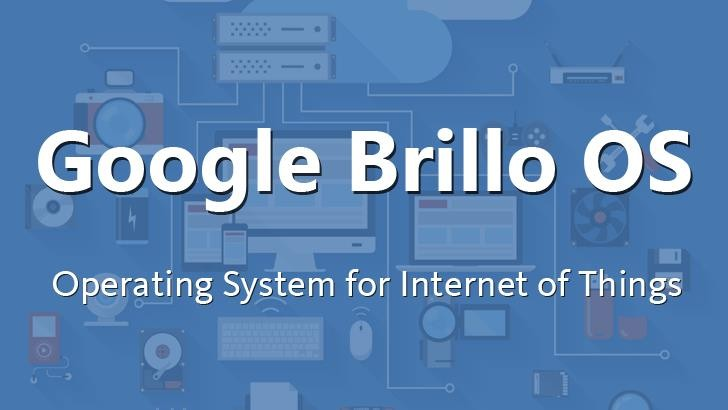 Google Brillo OS
Operating System for Internet of Things